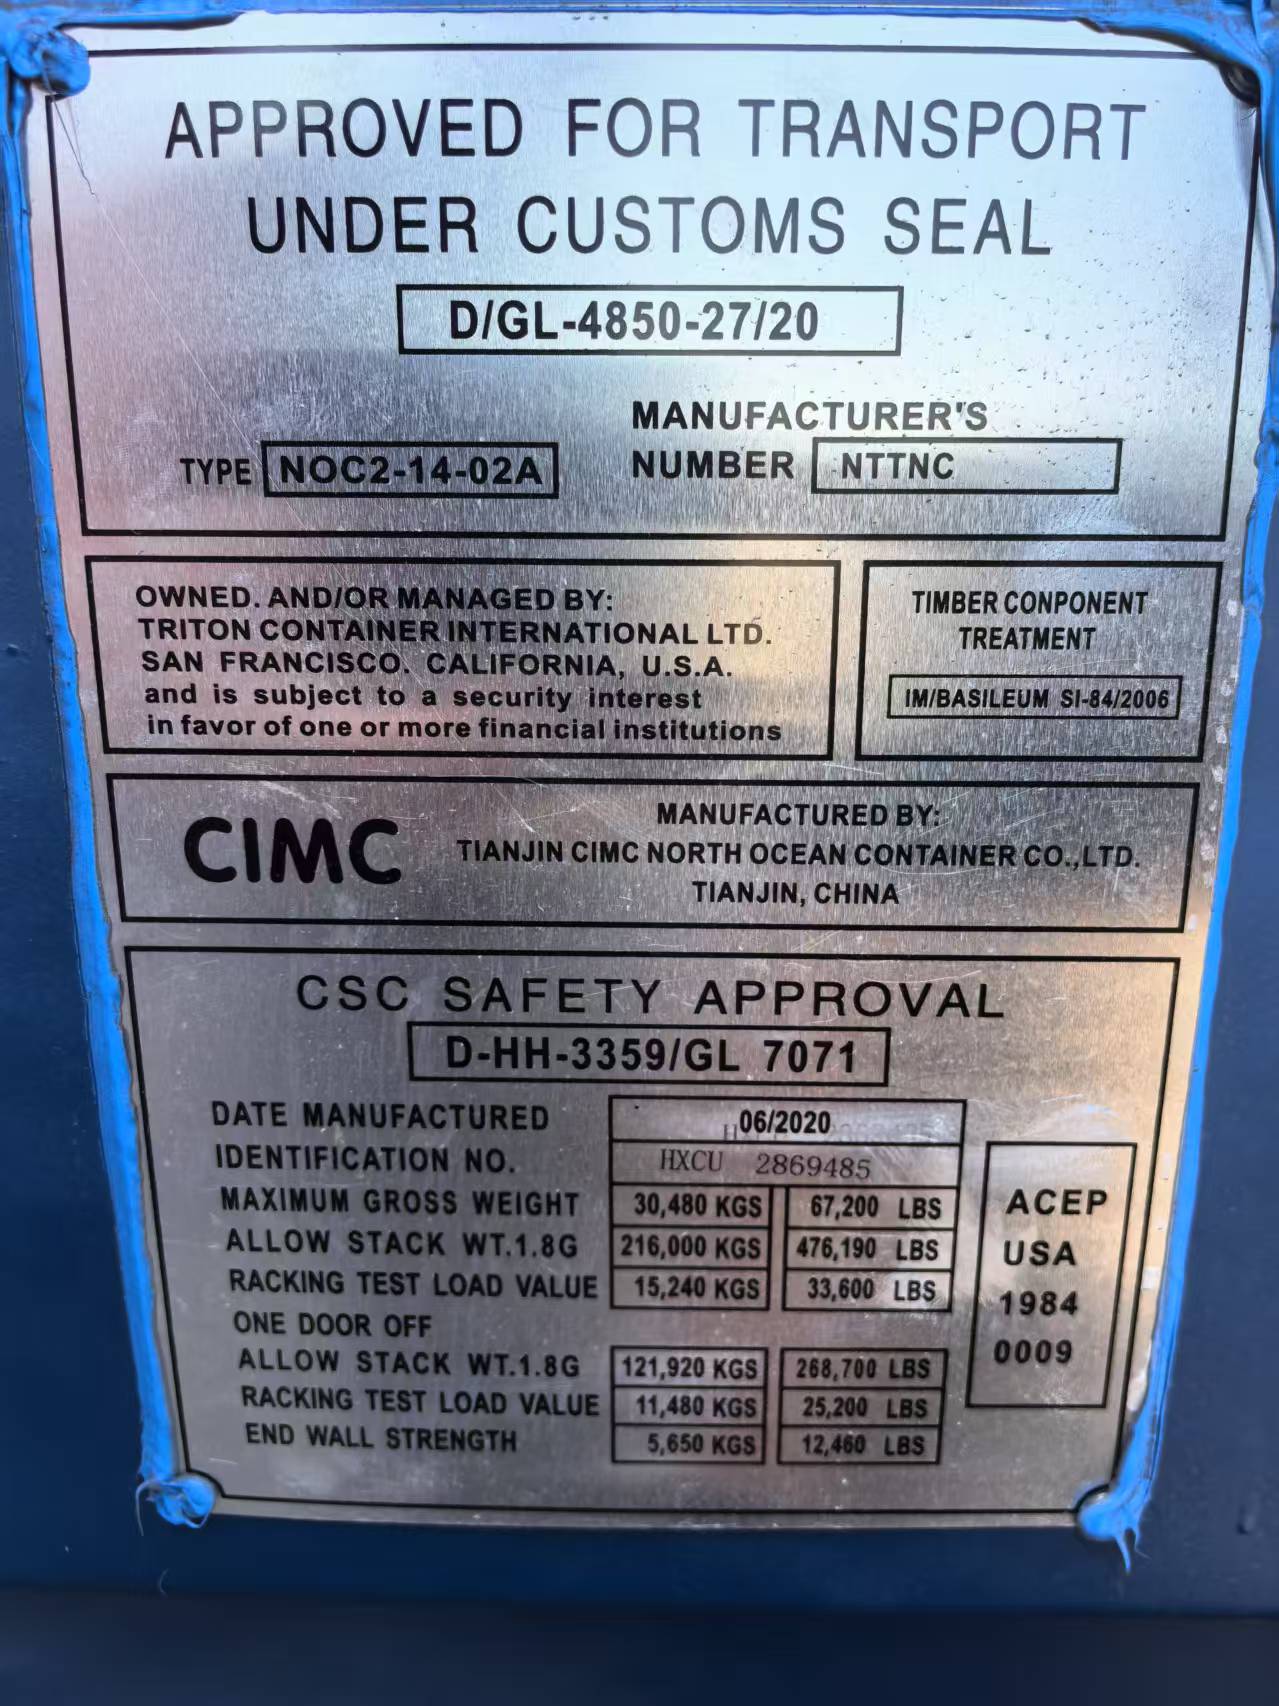 APPROVED FOR TRANSPORT
UNDER CUSTOMS SEAL
D/GL-4850-27/20
TYPE NOC2-14-02A
MANUFACTURER'S
NUMBER NTTNC
OWNED. AND/OR MANAGED BY:
TRITON CONTAINER INTERNATIONAL LTD.
SAN FRANCISCO. CALIFORNIA, U.S.A.
and is subject to a security interest
in favor of one or more financial institutions
TIMBER CONPONENT
TREATMENT
IM/BASILEUM SI-84/2006
CIMC
MANUFACTURED BY:
TIANJIN CIMC NORTH OCEAN CONTAINER CO.,LTD.
TIANJIN, CHINA
CSC SAFETY APPROVAL
D-HH-3359/GL 7071
DATE MANUFACTURED 06/2020
IDENTIFICATION NO. HXCU 2869485
MAXIMUM GROSS WEIGHT 30,480 KGS 67,200 LBS
ALLOW STACK WT.1.8G 216,000 KGS 476,190 LBS
RACKING TEST LOAD VALUE 15,240 KGS 33,600 LBS
ONE DOOR OFF
ALLOW STACK WT.1.8G 121,920 KGS 268,700 LBS
RACKING TEST LOAD VALUE 11,480 KGS 25,200 LBS
END WALL STRENGTH 5,650 KGS 12,460 LBS
ACEP
USA
1984
0009